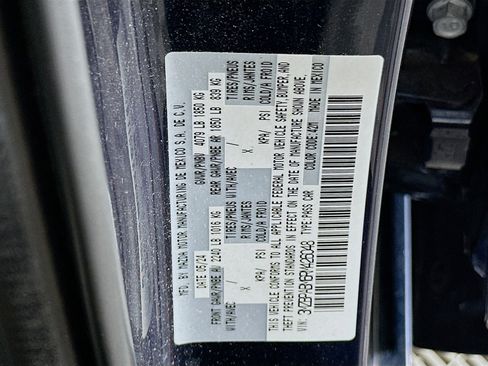 MFD. BY MAZDA MOTOR MANUFACTURING
DE MEXICO S.A. DE C.V.
DATE: 06/24 GVWR/PNBV 4079 LB 1850 KG
FRONT GAWR/PNBE AV 2240 LB 1016 KG REAR GAWR/PNBE AR 1850 LB 839 KG
WITH/AVEC TIRES/PNEUS WITH/AVEC TIRES/PNEUS
/ RIMS/JANTES / RIMS/JANTES
KPA/ PSI COLD/A FROID KPA/ PSI COLD/A FROID
THIS VEHICLE CONFORMS TO ALL APPLICABLE FEDERAL MOTOR VEHICLE SAFETY, BUMPER, AND
THEFT PREVENTION STANDARDS IN EFFECT ON THE DATE OF MANUFACTURE SHOWN ABOVE.
TYPE: PASS CAR COLOR CODE: 42M MADE IN MEXICO
VIN: